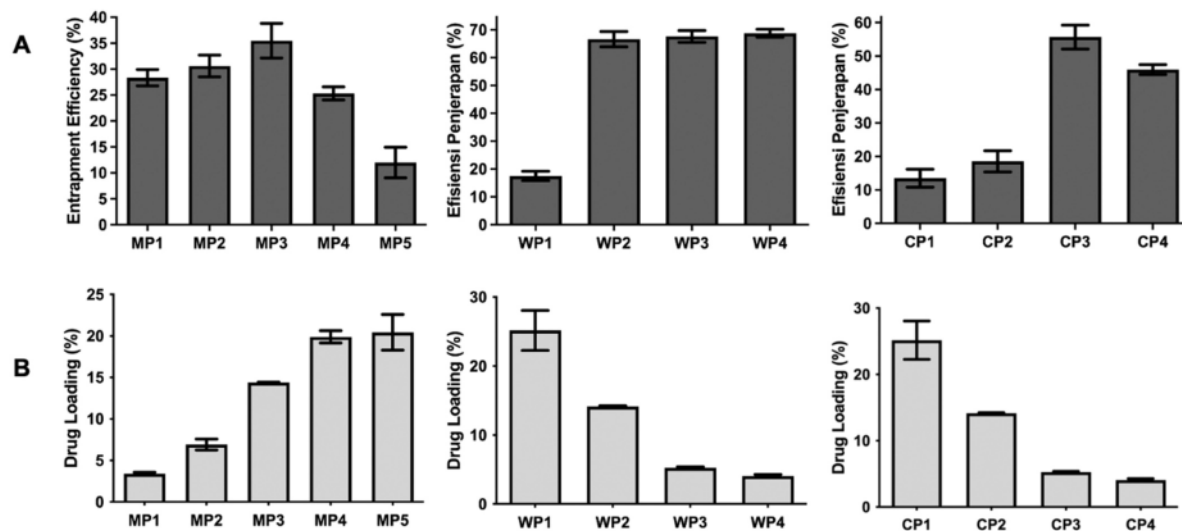 A
Entrapment Efficiency (%)
40
35
30
25
20
15
10
5
0
MP1 MP2 MP3 MP4 MP5
Efisiensi Penjerapan (%)
70
60
50
40
30
20
10
0
WP1 WP2 WP3 WP4
Efisiensi Penjerapan (%)
60
50
40
30
20
10
0
CP1 CP2 CP3 CP4
B
Drug Loading (%)
25
20
15
10
5
0
MP1 MP2 MP3 MP4 MP5
Drug Loading (%)
30
20
10
0
WP1 WP2 WP3 WP4
Drug Loading (%)
30
20
10
0
CP1 CP2 CP3 CP4